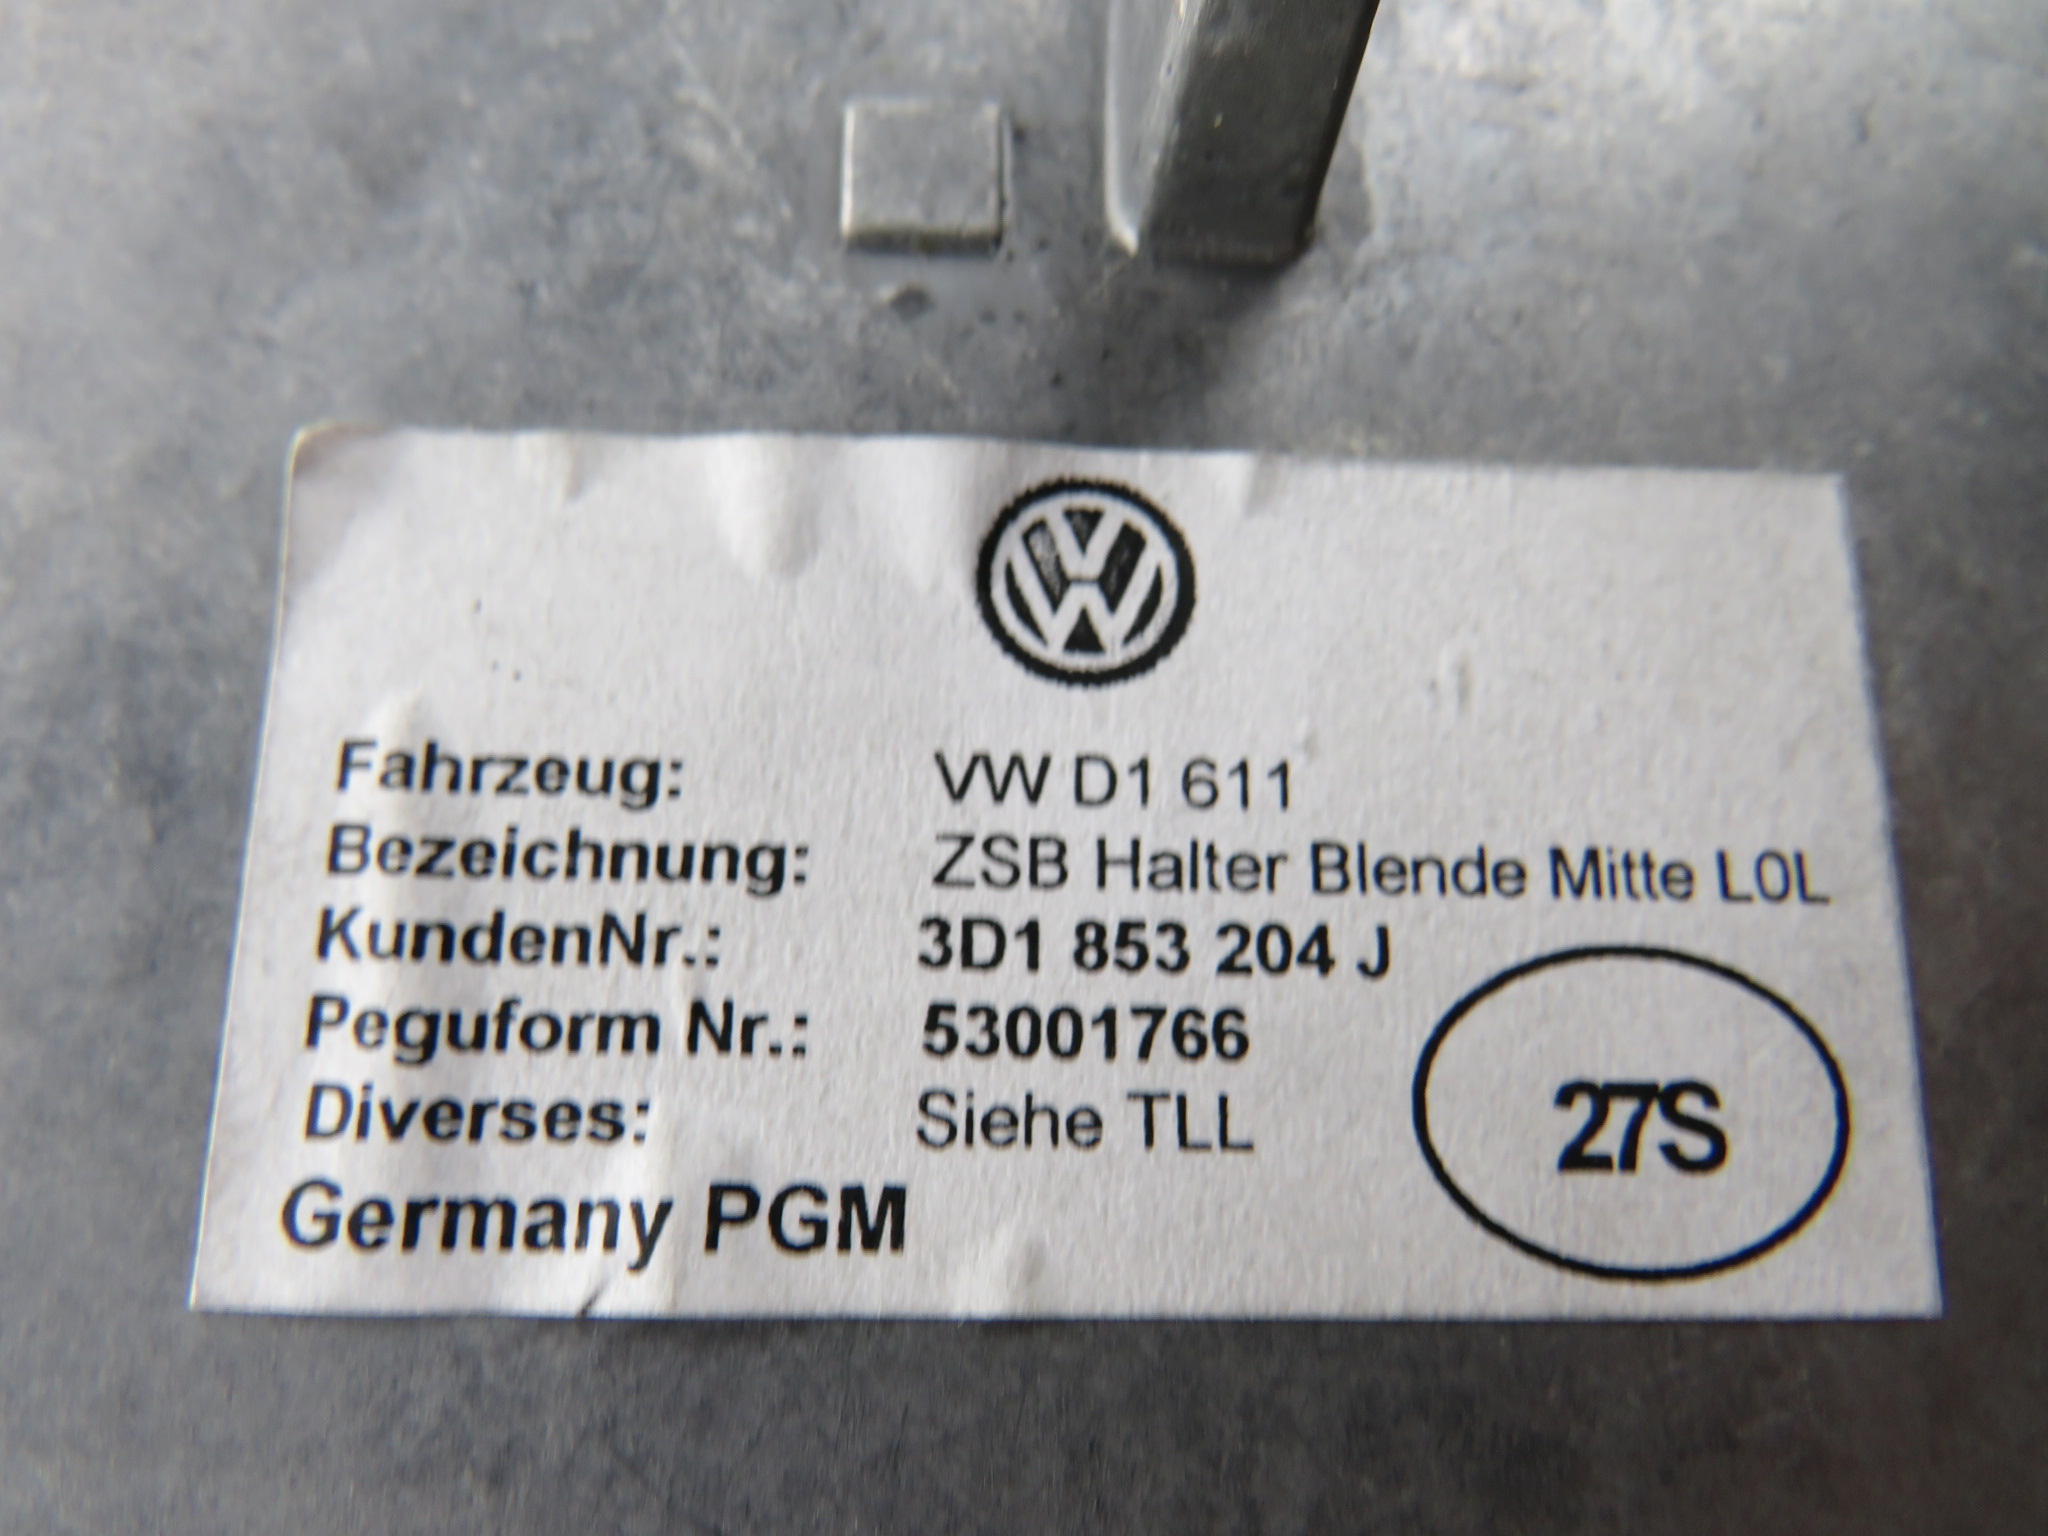 Fahrzeug: VW D1 611
Bezeichnung: ZSB Halter Blende Mitte L0L
KundenNr.: 3D1 853 204 J
Peguform Nr.: 53001766
Diverses: Siehe TLL
27S
Germany PGM